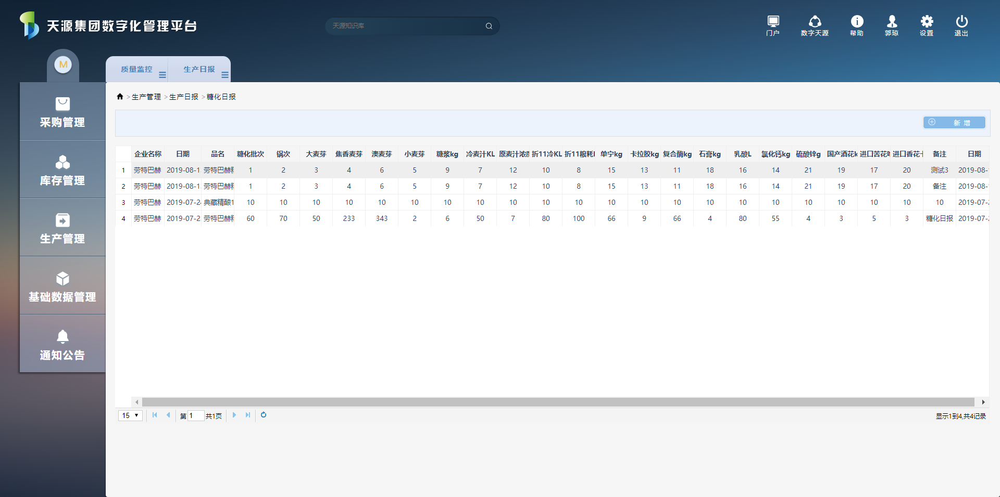 天源集团数字化管理平台
天源知识库
门户 数字天源 帮助 郭琼 设置 退出
M
质量监控 生产日报
采购管理
库存管理
生产管理
基础数据管理
通知公告
>生产管理 >生产日报 >糖化日报
新 增
企业名称 日期 品名 糖化批次 锅次 大麦芽 焦香麦芽 澳麦芽 小麦芽 糖浆kg 冷麦汁KL 原麦汁浓度 折11冷KL 折11粮耗 单宁kg 卡拉胶kg 复合酶kg 石膏kg 乳酸L 氯化钙kg 硫酸锌g 国产酒花k 进口苦花 进口香花 备注 日期
1 劳特巴赫 2019-08-1 劳特巴赫精 1 2 3 4 6 5 9 7 12 10 8 15 13 11 18 16 14 21 19 17 20 测试3 2019-08-
2 劳特巴赫 2019-08-1 劳特巴赫精 1 2 3 4 6 5 9 7 12 10 8 15 13 11 18 16 14 21 19 17 20 备注 2019-08-
3 劳特巴赫 2019-07-24 典藏精酿1 10 10 10 10 10 10 10 10 10 10 10 10 10 10 10 10 10 10 10 10 10 10 2019-07-
4 劳特巴赫 2019-07-2 劳特巴赫精 60 70 50 233 343 2 6 50 7 80 100 66 9 66 4 80 55 4 3 5 3 糖化日报 2019-07-
15 第 1 共1页 显示1到4,共4记录